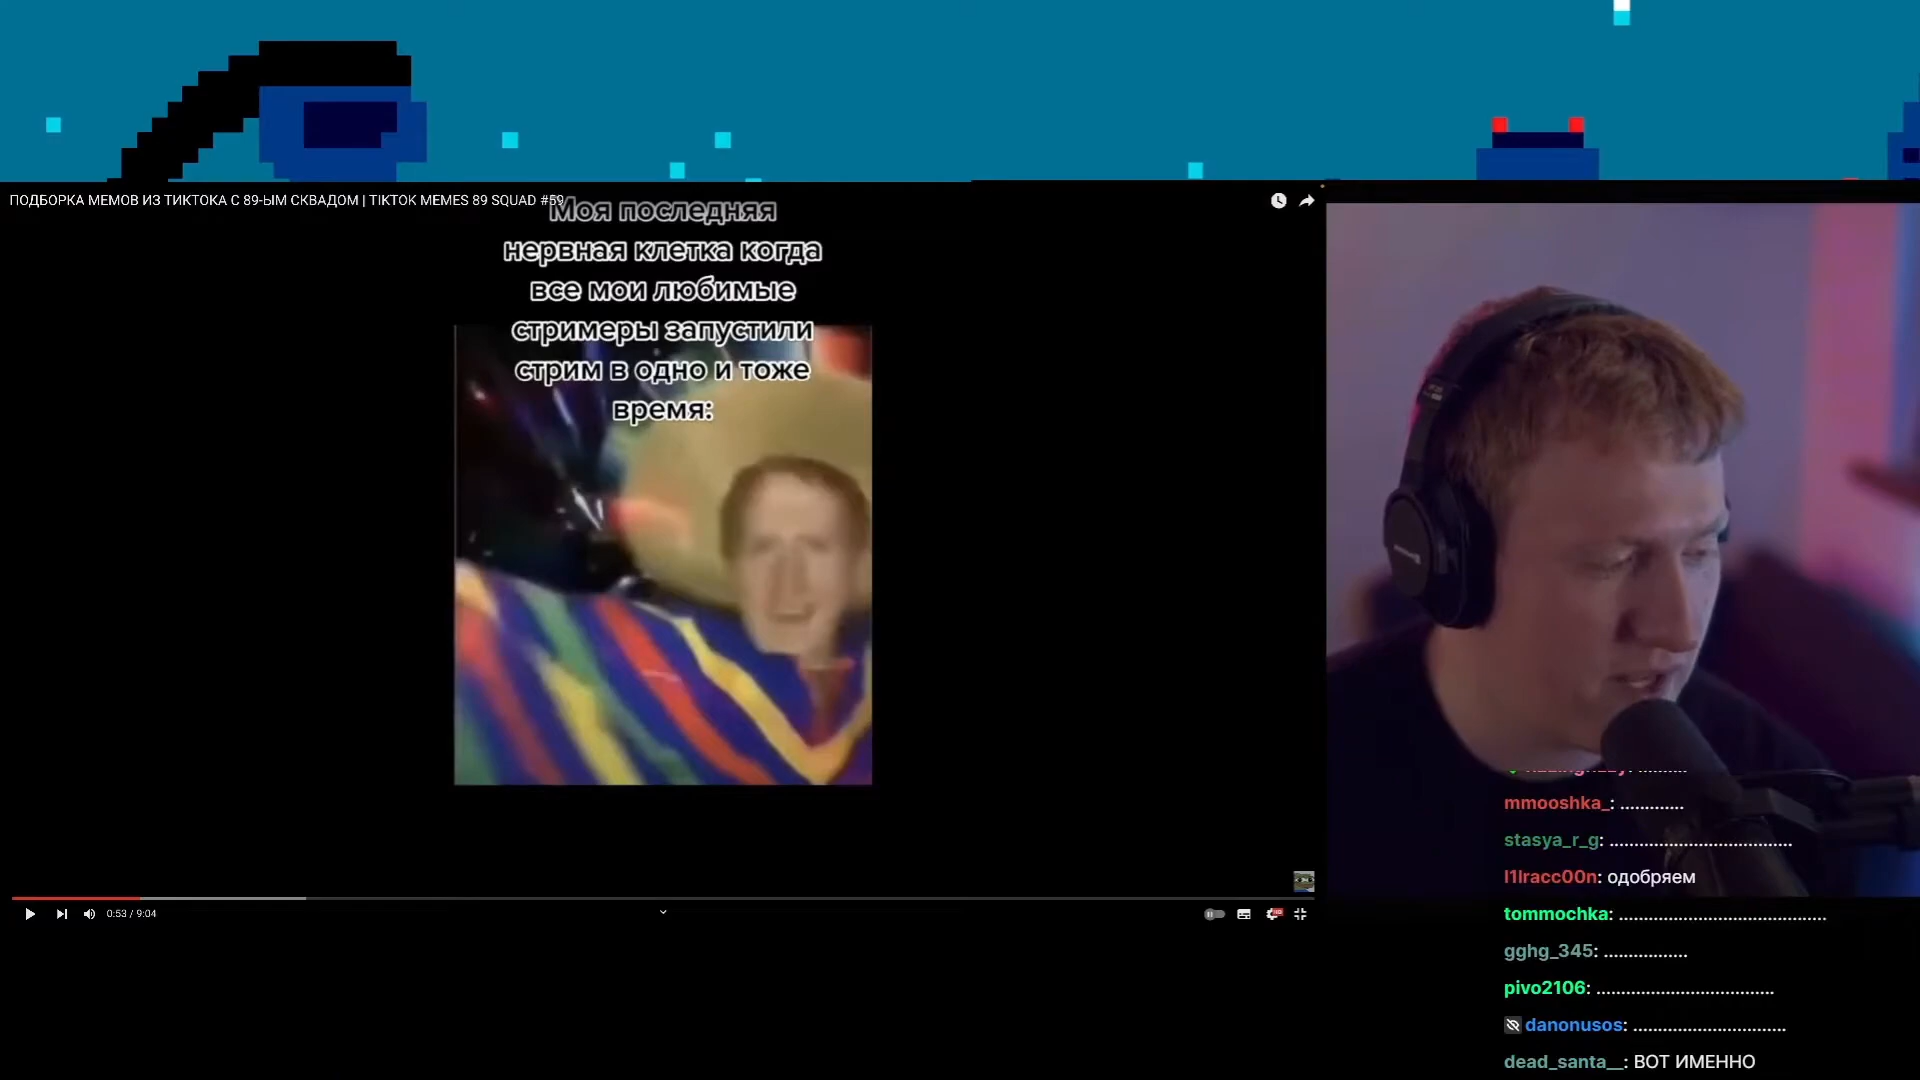 ПОДБОРКА МЕМОВ ИЗ ТИКТОКА С 89-ЫМ СКВАДОМ | TIKTOK MEMES 89 SQUAD #59
Моя последняя
нервная клетка когда
все мои любимые
стримеры запустили
стрим в одно и тоже
время:
0:53 / 9:04
mmooshka_: .............
stasya_r_g: .....................................
l1lracc00n: одобряем
tommochka: ..........................................
gghg_345: .................
pivo2106: ....................................
danonusos: ...............................
dead_santa__: ВОТ ИМЕННО